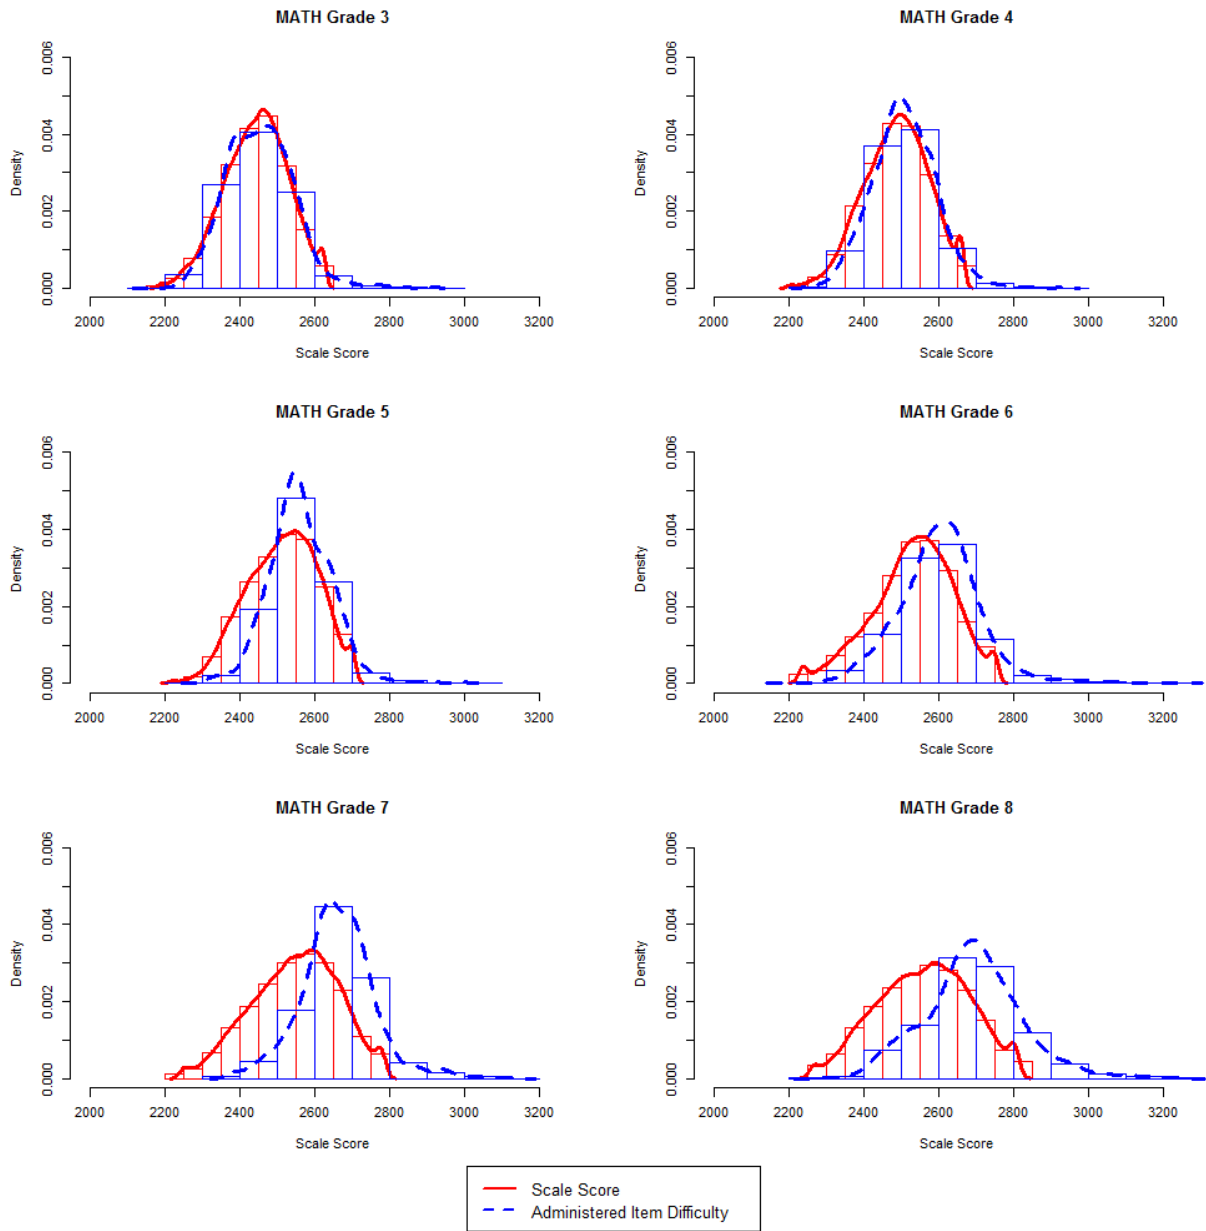 MATH Grade 3
MATH Grade 4
Density
0.000 0.002 0.004 0.006
2000 2200 2400 2600 2800 3000 3200
Scale Score
Density
0.000 0.002 0.004 0.006
2000 2200 2400 2600 2800 3000 3200
Scale Score
MATH Grade 5
MATH Grade 6
Density
0.000 0.002 0.004 0.006
2000 2200 2400 2600 2800 3000 3200
Scale Score
Density
0.000 0.002 0.004 0.006
2000 2200 2400 2600 2800 3000 3200
Scale Score
MATH Grade 7
MATH Grade 8
Density
0.000 0.002 0.004 0.006
2000 2200 2400 2600 2800 3000 3200
Scale Score
Density
0.000 0.002 0.004 0.006
2000 2200 2400 2600 2800 3000 3200
Scale Score
Scale Score
Administered Item Difficulty